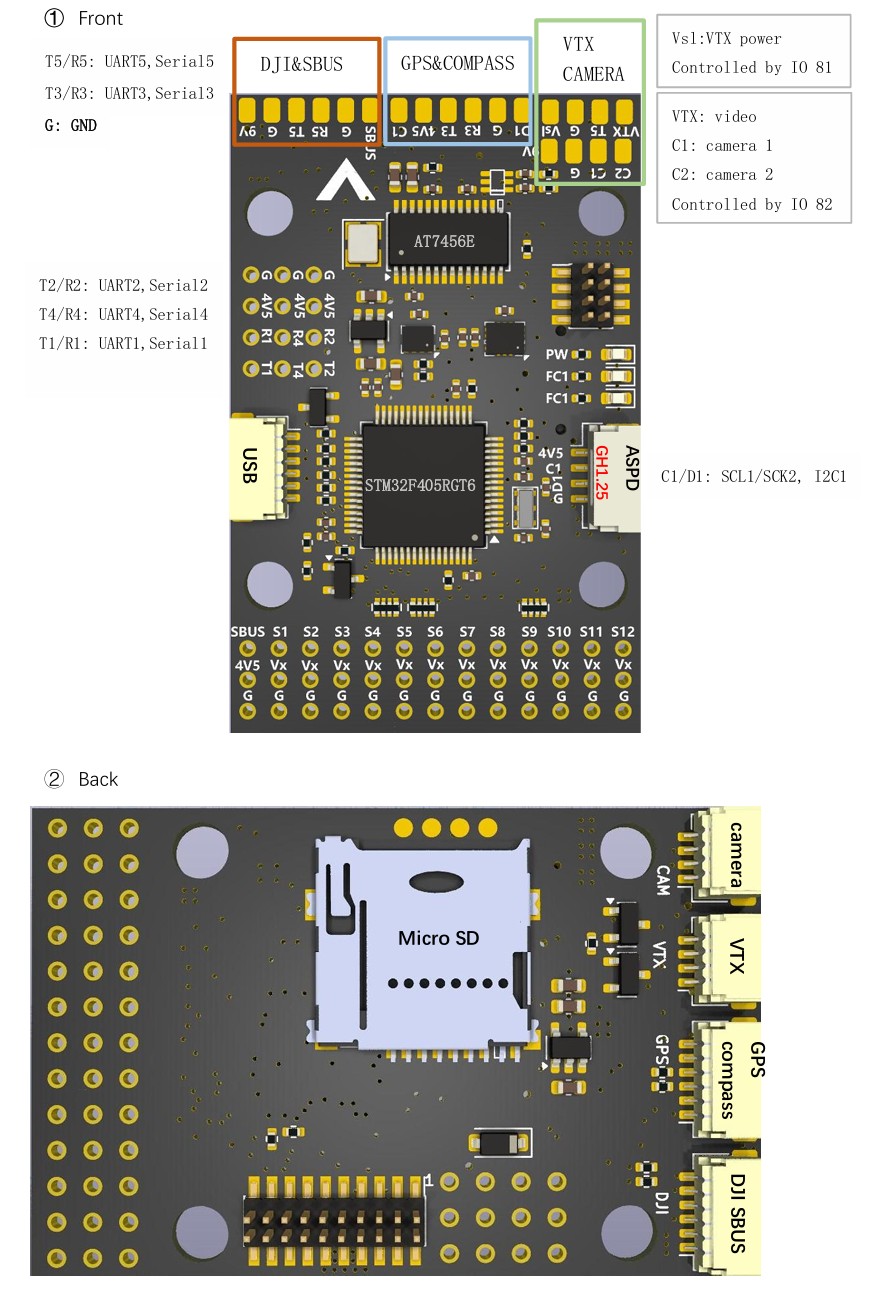 ① Front
T5/R5: UART5,Serial5
T3/R3: UART3,Serial3
G: GND
DJI&SBUS
GPS&COMPASS
VTX
CAMERA
Vsl:VTX power
Controlled by IO 81
VTX: video
C1: camera 1
C2: camera 2
Controlled by IO 82
9V G T5 R5 G SBUS
C1 4V5 T3 R3 G D1
Vsl G T5 VTX
9V G C1 C2
AT7456E
T2/R2: UART2,Serial2
T4/R4: UART4,Serial4
T1/R1: UART1,Serial1
G G G
4V5 4V5 4V5
R1 R4 R2
T1 T4 T2
PW
FC1
FC1
USB
STM32F405RGT6
4V5
C1
D1
G
GH1.25
ASPD
C1/D1: SCL1/SCK2, I2C1
SBUS S1 S2 S3 S4 S5 S6 S7 S8 S9 S10 S11 S12
4V5 Vx Vx Vx Vx Vx Vx Vx Vx Vx Vx Vx Vx
G G G G G G G G G G G G G
② Back
camera
CAM
Micro SD
VTX
VTX
GPS
GPS
compass
1
DJI
DJI SBUS